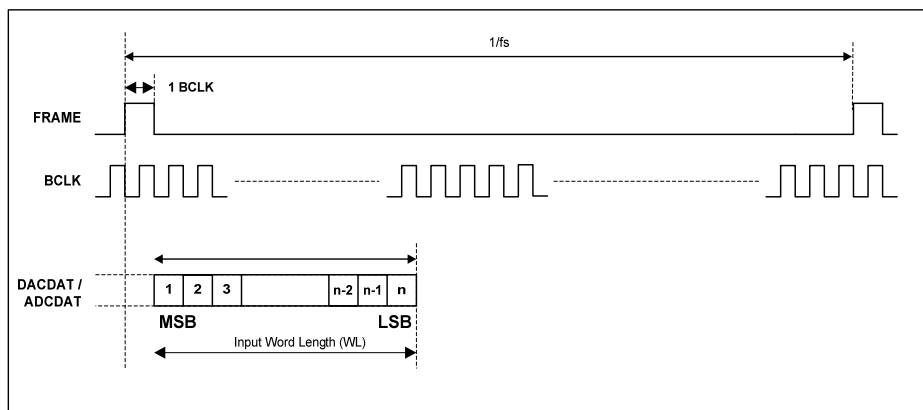 1/fs
1 BCLK
FRAME
BCLK
DACDAT /
ADCDAT
1 2 3 n-2 n-1 n
MSB LSB
Input Word Length (WL)